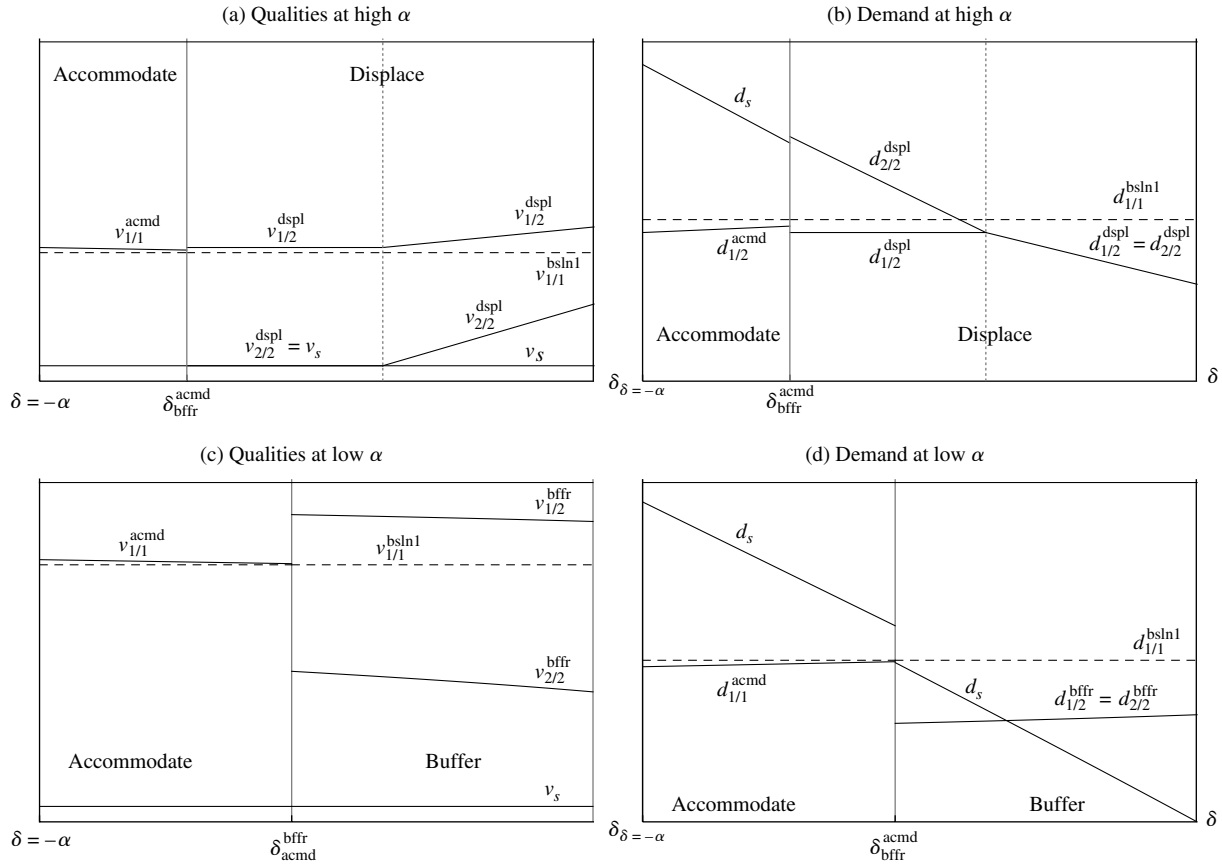 (a) Qualities at high α
Accommodate
Displace
v_{1/1}^{acmd}
v_{1/2}^{dspl}
v_{1/2}^{dspl}
v_{1/1}^{bsln1}
v_{2/2}^{dspl}
v_{2/2}^{dspl} = v_s
v_s
δ = −α
δ_{bffr}^{acmd}
δ
(b) Demand at high α
d_s
d_{2/2}^{dspl}
d_{1/1}^{bsln1}
d_{1/2}^{acmd}
d_{1/2}^{dspl}
d_{1/2}^{dspl} = d_{2/2}^{dspl}
Accommodate
Displace
δ = −α
δ_{bffr}^{acmd}
δ
(c) Qualities at low α
v_{1/2}^{bffr}
v_{1/1}^{acmd}
v_{1/1}^{bsln1}
v_{2/2}^{bffr}
Accommodate
Buffer
v_s
δ = −α
δ_{acmd}^{bffr}
δ
(d) Demand at low α
d_s
d_{1/1}^{bsln1}
d_{1/1}^{acmd}
d_s
d_{1/2}^{bffr} = d_{2/2}^{bffr}
Accommodate
Buffer
δ = −α
δ_{bffr}^{acmd}
δ